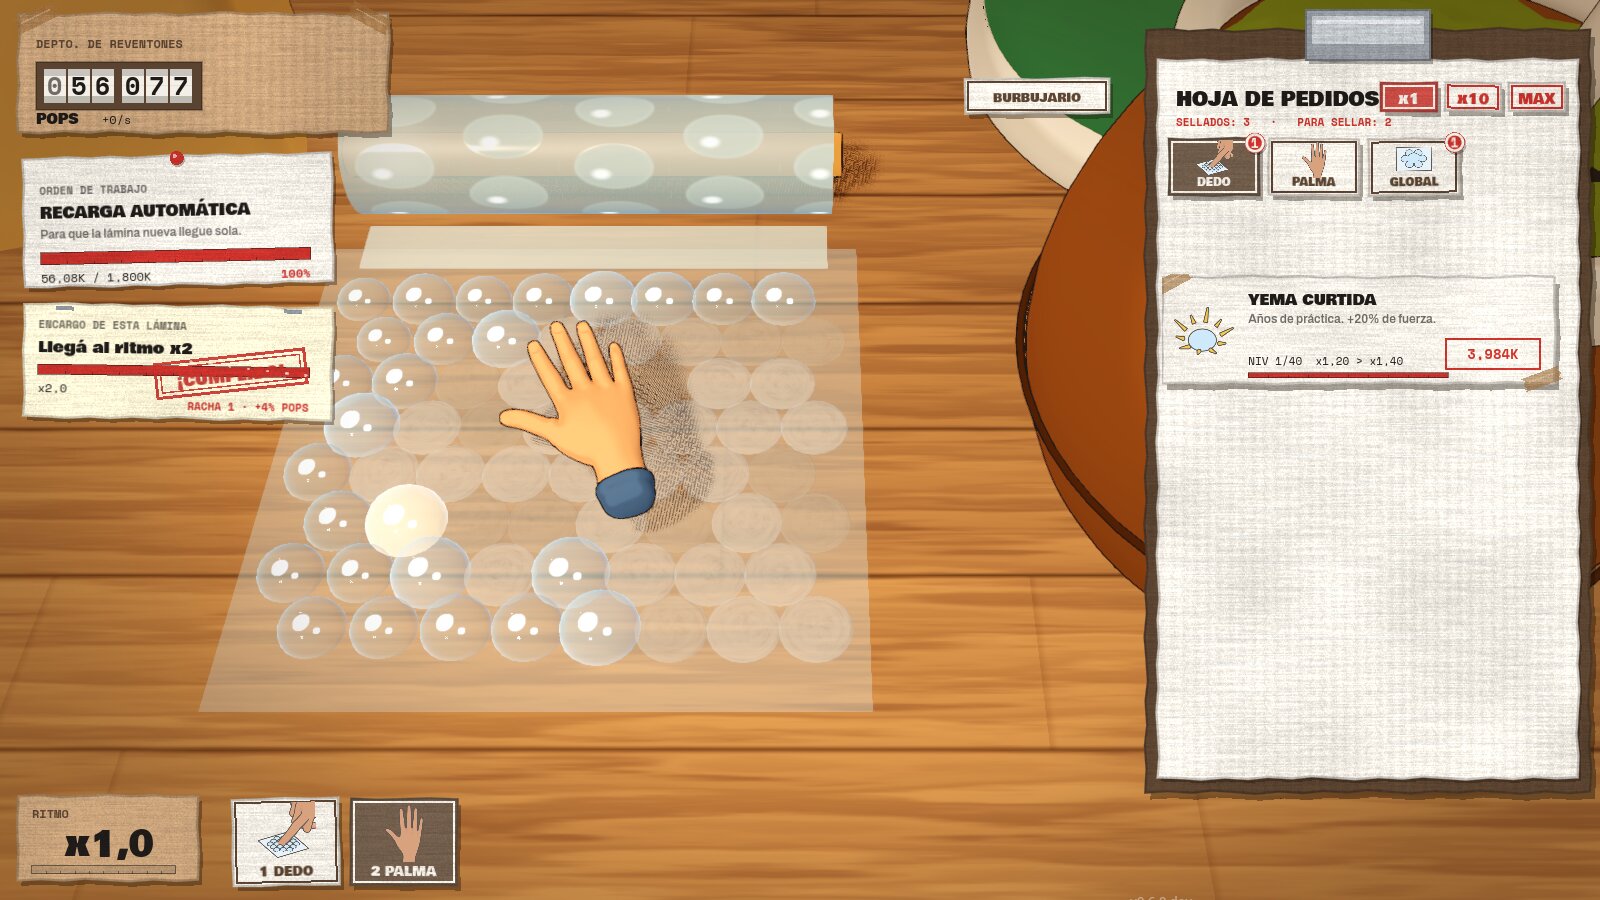 DEPTO. DE REVENTONES
056 077
POPS +0/s
ORDEN DE TRABAJO
RECARGA AUTOMÁTICA
Para que la lámina nueva llegue sola.
56,08K / 1.800K 100%
ENCARGO DE ESTA LÁMINA
Llegá al ritmo x2
x2,0
RACHA 1 · +4% POPS
BURBUJARIO
HOJA DE PEDIDOS x1 x10 MAX
SELLADOS: 3 · PARA SELLAR: 2
1 1
DEDO PALMA GLOBAL
YEMA CURTIDA
Años de práctica. +20% de fuerza.
NIV 1/40 x1,20 > x1,40
3,984K
RITMO
x1,0
1 DEDO 2 PALMA